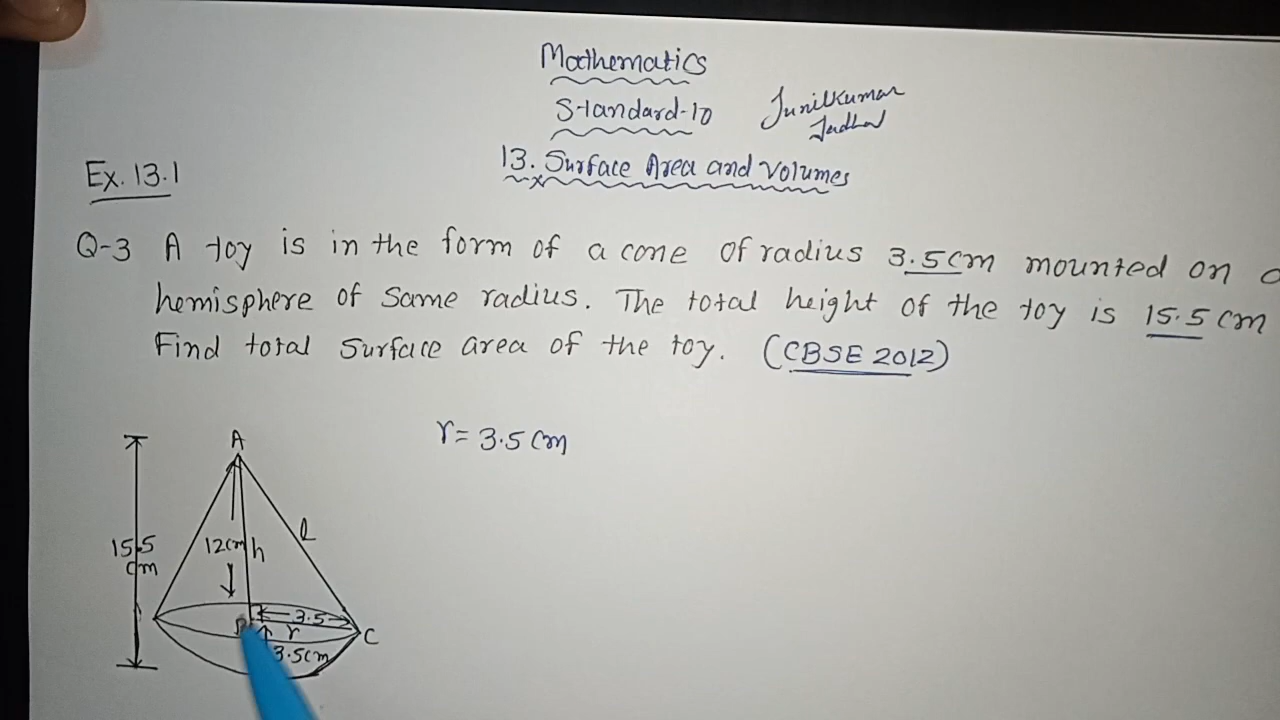 Mathematics
Standard-10
Ex. 13.1
13. Surface Area and Volumes
Q-3 A toy is in the form of a cone of radius 3.5cm mounted on a
hemisphere of same radius. The total height of the toy is 15.5 cm
Find total surface area of the toy. (CBSE 2012)
r = 3.5 cm
A
15.5
cm
12cm h
l
3.5
r
C
3.5cm